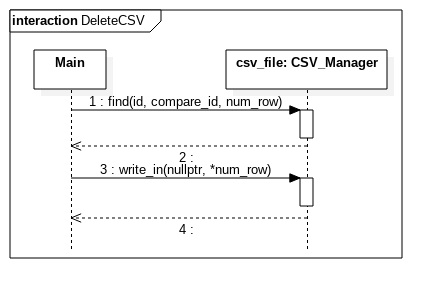 interaction DeleteCSV
Main
csv_file: CSV_Manager
1 : find(id, compare_id, num_row)
2 :
3 : write_in(nullptr, *num_row)
4 :